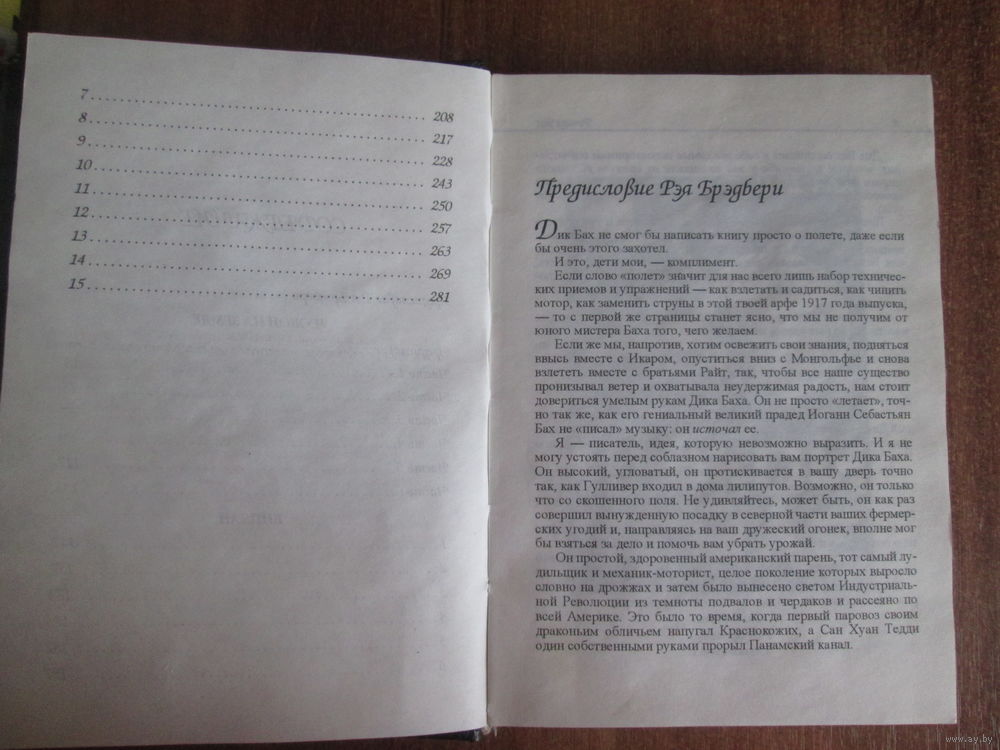 7 . . . . . . . . . . . . . . . . . . . . . . . . . . . . . . . . . . . . . . . . . 208
8 . . . . . . . . . . . . . . . . . . . . . . . . . . . . . . . . . . . . . . . . . 217
9 . . . . . . . . . . . . . . . . . . . . . . . . . . . . . . . . . . . . . . . . . 228
10 . . . . . . . . . . . . . . . . . . . . . . . . . . . . . . . . . . . . . . . . 243
11 . . . . . . . . . . . . . . . . . . . . . . . . . . . . . . . . . . . . . . . . 250
12 . . . . . . . . . . . . . . . . . . . . . . . . . . . . . . . . . . . . . . . . 257
13 . . . . . . . . . . . . . . . . . . . . . . . . . . . . . . . . . . . . . . . . 263
14 . . . . . . . . . . . . . . . . . . . . . . . . . . . . . . . . . . . . . . . . 269
15 . . . . . . . . . . . . . . . . . . . . . . . . . . . . . . . . . . . . . . . . 281
Предисловие Рэя Брэдбери
Дик Бах не смог бы написать книгу просто о полете, даже если
бы очень этого захотел.
И это, дети мои, — комплимент.
Если слово «полет» значит для нас всего лишь набор техничес-
ких приемов и упражнений — как взлетать и садиться, как чинить
мотор, как заменить струны в этой твоей арфе 1917 года выпуска,
— то с первой же страницы станет ясно, что мы не получим от
юного мистера Баха того, чего желаем.
Если же мы, напротив, хотим освежить свои знания, подняться
ввысь вместе с Икаром, опуститься вниз с Монгольфье и снова
взлететь вместе с братьями Райт, так, чтобы все наше существо
пронизывал ветер и охватывала неудержимая радость, нам стоит
довериться умелым рукам Дика Баха. Он не просто «летает», точ-
но так же, как его гениальный великий прадед Иоганн Себастьян
Бах не «писал» музыку: он источал ее.
Я — писатель, идея, которую невозможно выразить. И я не
могу устоять перед соблазном нарисовать вам портрет Дика Баха.
Он высокий, угловатый, он протискивается в вашу дверь точно
так, как Гулливер входил в дома лилипутов. Возможно, он только
что со скошенного поля. Не удивляйтесь, может быть, он как раз
совершил вынужденную посадку в северной части ваших фермер-
ских угодий и, направляясь на ваш дружеский огонек, вполне мог
бы взяться за дело и помочь вам убрать урожай.
Он простой, здоровенный американский парень, тот самый лу-
дильщик и механик-моторист, целое поколение которых выросло
словно на дрожжах и затем было вынесено светом Индустриаль-
ной Революции из темноты подвалов и чердаков и рассеяно по
всей Америке. Это было то время, когда первый паровоз своим
драконьим обличьем напугал Краснокожих, а Сан Хуан Тедди
один собственными руками прорыл Панамский канал.
www.ay.by